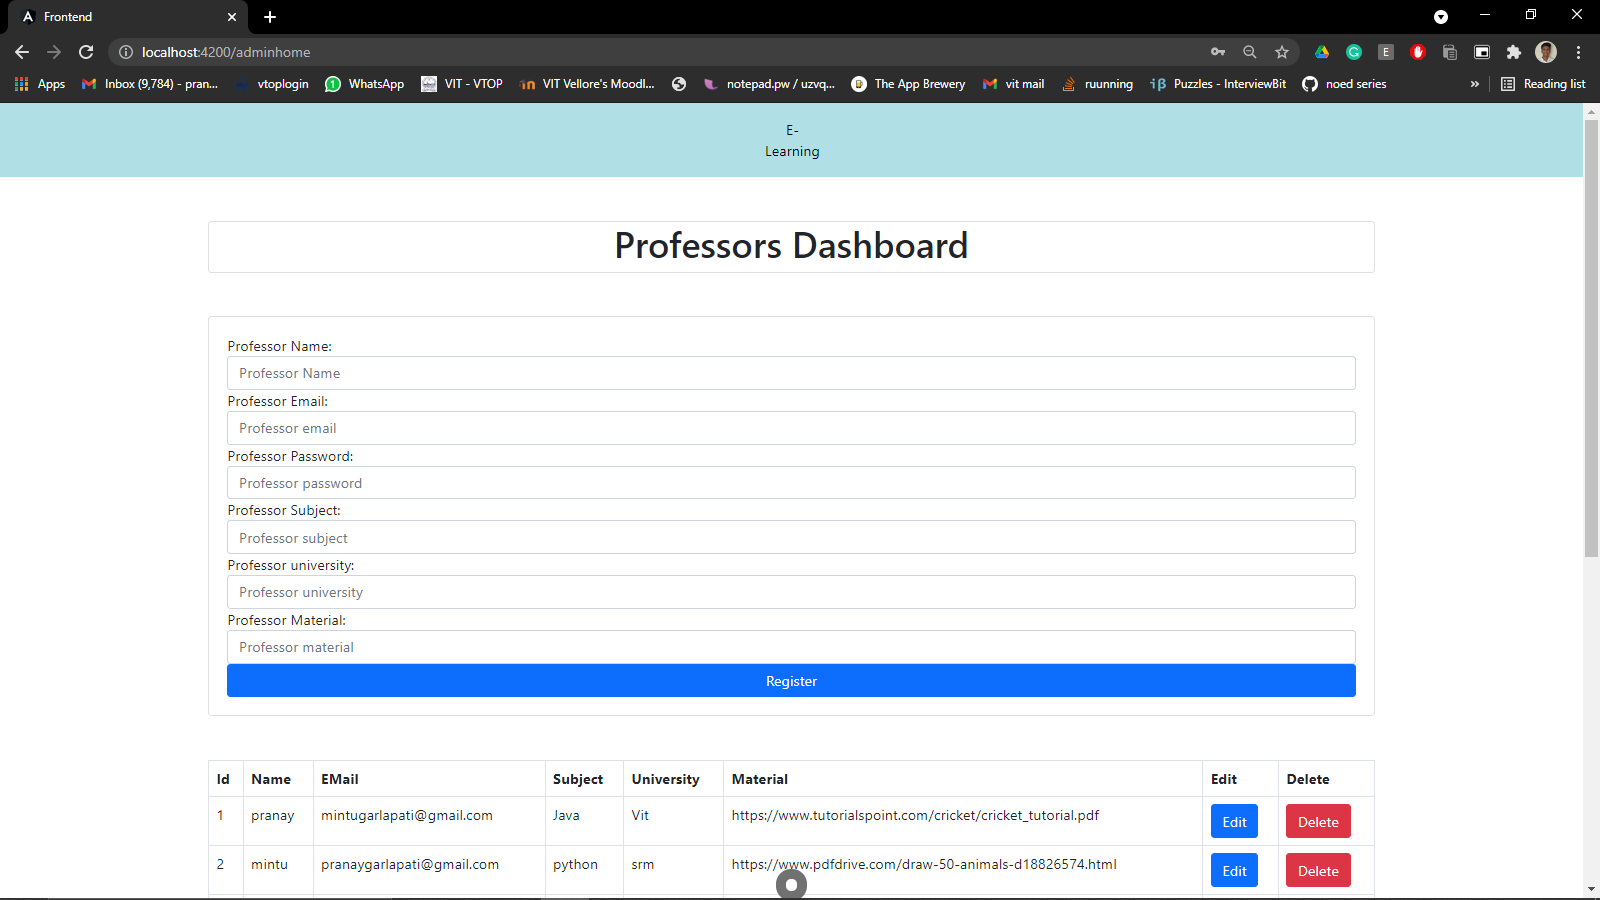 Frontend
localhost:4200/adminhome
Apps Inbox (9,784) - pran... vtoplogin WhatsApp VIT - VTOP VIT Vellore's Moodl... notepad.pw / uzvq... The App Brewery vit mail ruunning Puzzles - InterviewBit noed series » Reading list
E-
Learning
Professors Dashboard
Professor Name:
Professor Name
Professor Email:
Professor email
Professor Password:
Professor password
Professor Subject:
Professor subject
Professor university:
Professor university
Professor Material:
Professor material
Register
Id Name EMail Subject University Material Edit Delete
1 pranay mintugarlapati@gmail.com Java Vit https://www.tutorialspoint.com/cricket/cricket_tutorial.pdf Edit Delete
2 mintu pranaygarlapati@gmail.com python srm https://www.pdfdrive.com/draw-50-animals-d18826574.html Edit Delete